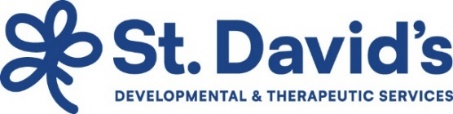 St. David's
DEVELOPMENTAL & THERAPEUTIC SERVICES